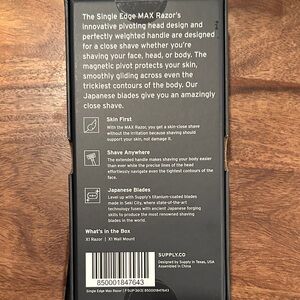 The Single Edge MAX Razor's
innovative pivoting head design and
perfectly weighted handle are designed
for a close shave whether you're
shaving your face, head, or body. The
magnetic pivot protects your skin,
smoothly gliding across even the
trickiest contours of the body. Our
Japanese blades give you an amazingly
close shave.
Skin First
With the MAX Razor, you get a skin-close shave
without the irritation because shaving should
support your skin, not damage it.
Shave Anywhere
The extended handle makes shaving your body easier
than ever while the precise lines of the head
effortlessly navigate even the tightest contours of the
face.
Japanese Blades
Level up with Supply's titanium-coated blades
made in Seki City, where state-of-the-art
technology fuses with ancient Japanese forging
skills to produce the most renowned shaving
blades in the world.
What's in the Box
X1 Razor | X1 Wall Mount
SUPPLY.CO
Designed by Supply in Texas, USA
Assembled in China
850001847643
Single Edge Max Razor | 850001847643